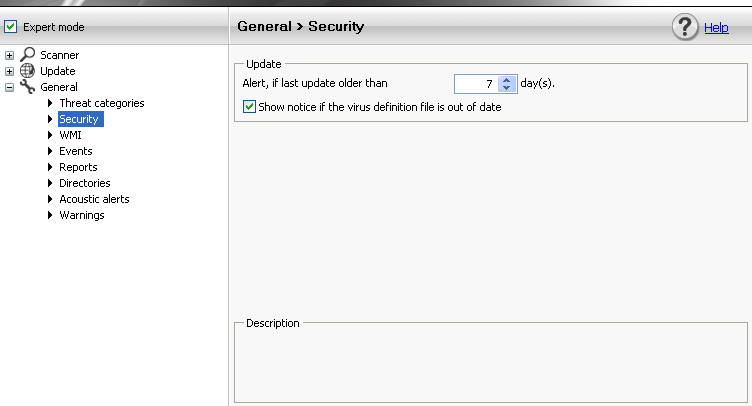 Expert mode
General > Security
? Help
Scanner
Update
General
Threat categories
Security
WMI
Events
Reports
Directories
Acoustic alerts
Warnings
Update
Alert, if last update older than 7 day(s).
Show notice if the virus definition file is out of date
Description